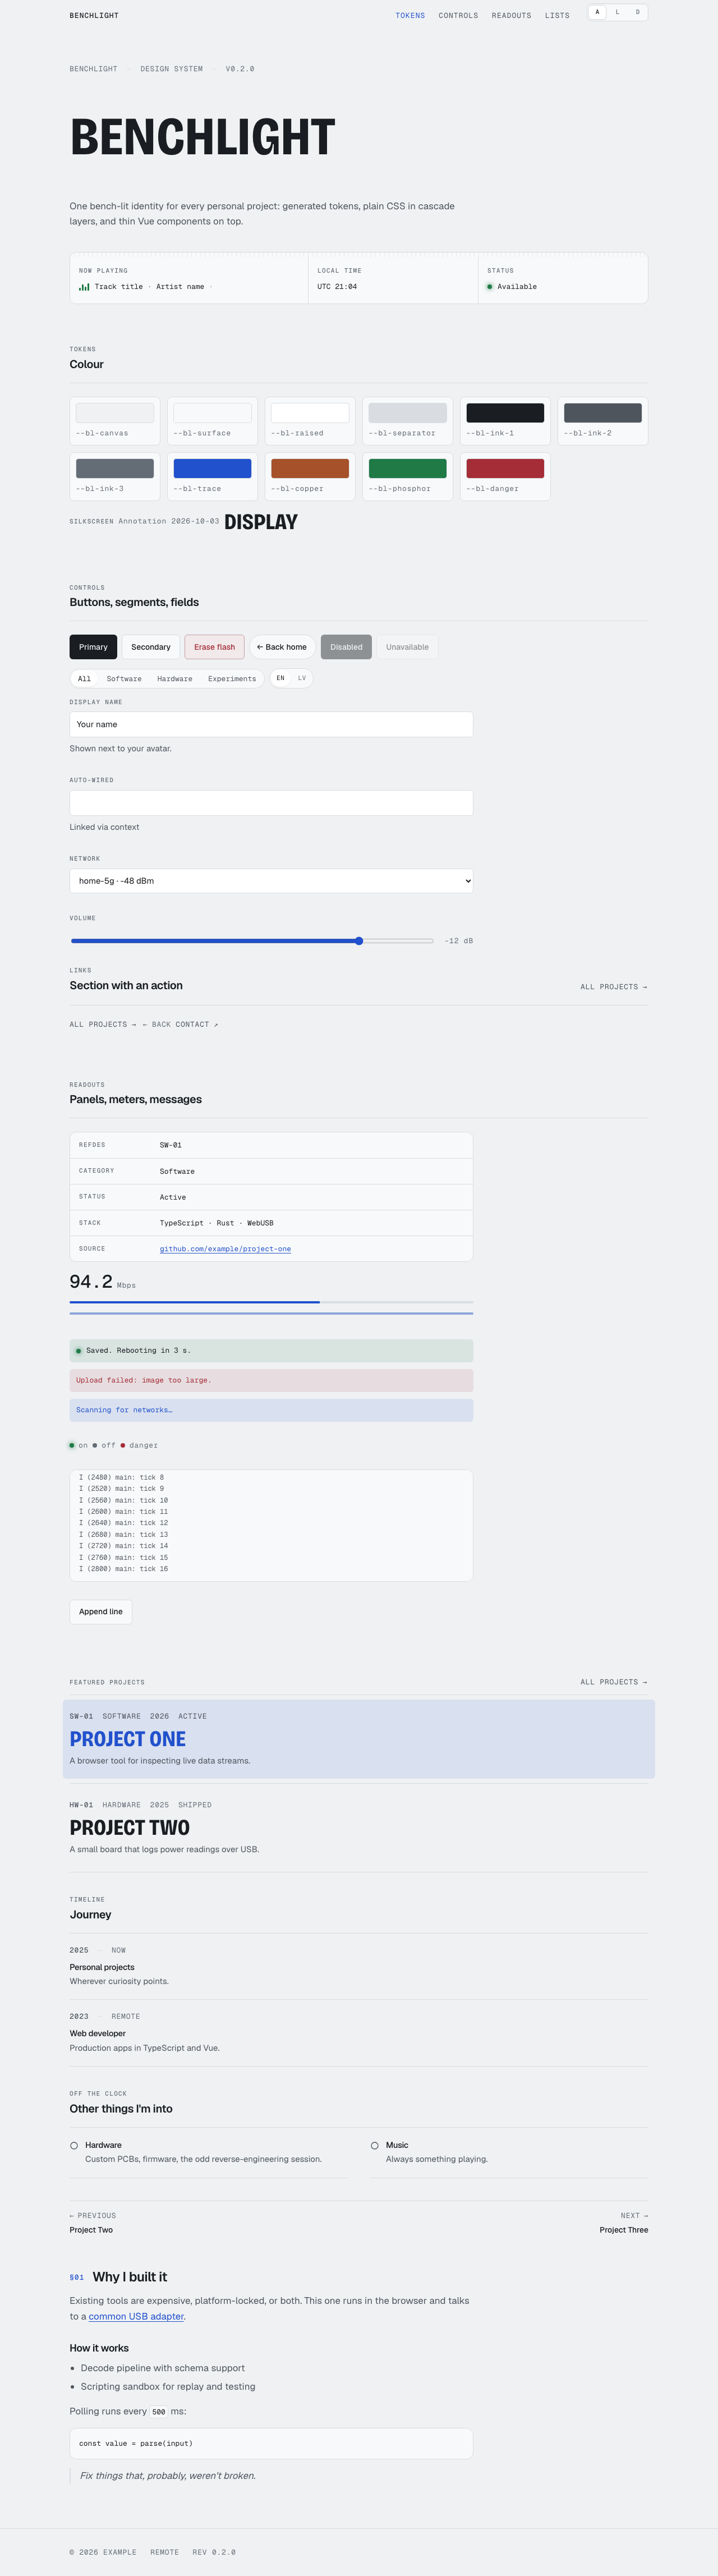 BENCHLIGHT TOKENS CONTROLS READOUTS LISTS A L D
BENCHLIGHT · DESIGN SYSTEM · V0.2.0
BENCHLIGHT
One bench-lit identity for every personal project: generated tokens, plain CSS in cascade
layers, and thin Vue components on top.
NOW PLAYING LOCAL TIME STATUS
Track title · Artist name · UTC 21:04 Available
TOKENS
Colour
--bl-canvas --bl-surface --bl-raised --bl-separator --bl-ink-1 --bl-ink-2
--bl-ink-3 --bl-trace --bl-copper --bl-phosphor --bl-danger
SILKSCREEN Annotation 2026-10-03 DISPLAY
CONTROLS
Buttons, segments, fields
Primary Secondary Erase flash ← Back home Disabled Unavailable
All Software Hardware Experiments EN LV
DISPLAY NAME
Your name
Shown next to your avatar.
AUTO-WIRED
Linked via context
NETWORK
home-5g · -48 dBm
VOLUME
-12 dB
LINKS
Section with an action ALL PROJECTS →
ALL PROJECTS → ← BACK CONTACT ↗
READOUTS
Panels, meters, messages
REFDES SW-01
CATEGORY Software
STATUS Active
STACK TypeScript · Rust · WebUSB
SOURCE github.com/example/project-one
94.2 Mbps
Saved. Rebooting in 3 s.
Upload failed: image too large.
Scanning for networks…
on off danger
I (2480) main: tick 8
I (2520) main: tick 9
I (2560) main: tick 10
I (2600) main: tick 11
I (2640) main: tick 12
I (2680) main: tick 13
I (2720) main: tick 14
I (2760) main: tick 15
I (2800) main: tick 16
Append line
FEATURED PROJECTS ALL PROJECTS →
SW-01 SOFTWARE 2026 ACTIVE
PROJECT ONE
A browser tool for inspecting live data streams.
HW-01 HARDWARE 2025 SHIPPED
PROJECT TWO
A small board that logs power readings over USB.
TIMELINE
Journey
2025 · NOW
Personal projects
Wherever curiosity points.
2023 · REMOTE
Web developer
Production apps in TypeScript and Vue.
OFF THE CLOCK
Other things I'm into
Hardware Music
Custom PCBs, firmware, the odd reverse-engineering session. Always something playing.
← PREVIOUS NEXT →
Project Two Project Three
§01 Why I built it
Existing tools are expensive, platform-locked, or both. This one runs in the browser and talks
to a common USB adapter.
How it works
• Decode pipeline with schema support
• Scripting sandbox for replay and testing
Polling runs every 500 ms:
const value = parse(input)
Fix things that, probably, weren't broken.
© 2026 EXAMPLE REMOTE REV 0.2.0